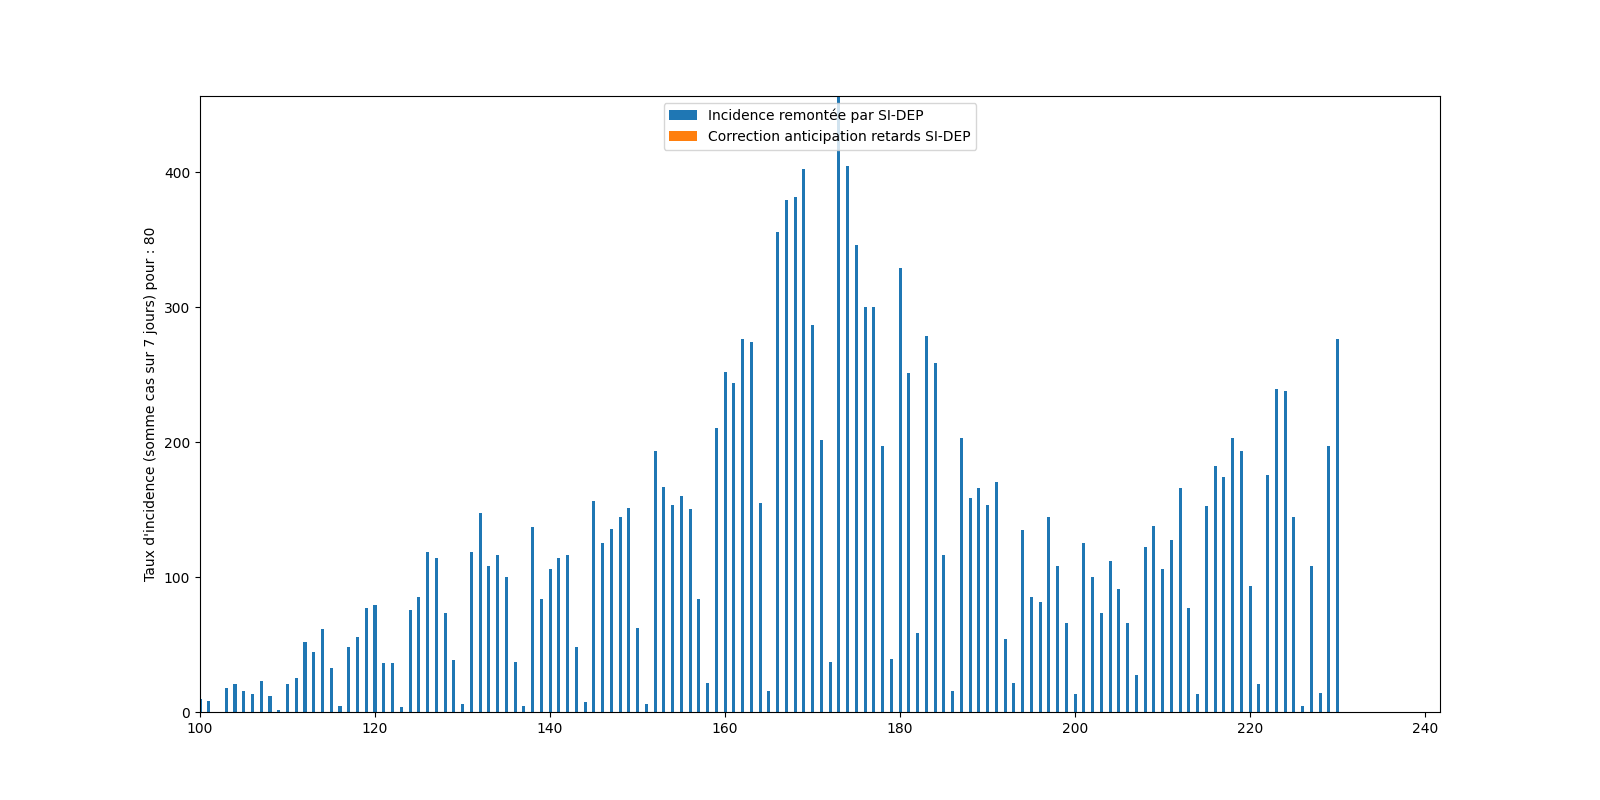 Incidence remontée par SI-DEP
Correction anticipation retards SI-DEP
Taux d'incidence (somme cas sur 7 jours) pour : 80
400
300
200
100
0
100 120 140 160 180 200 220 240